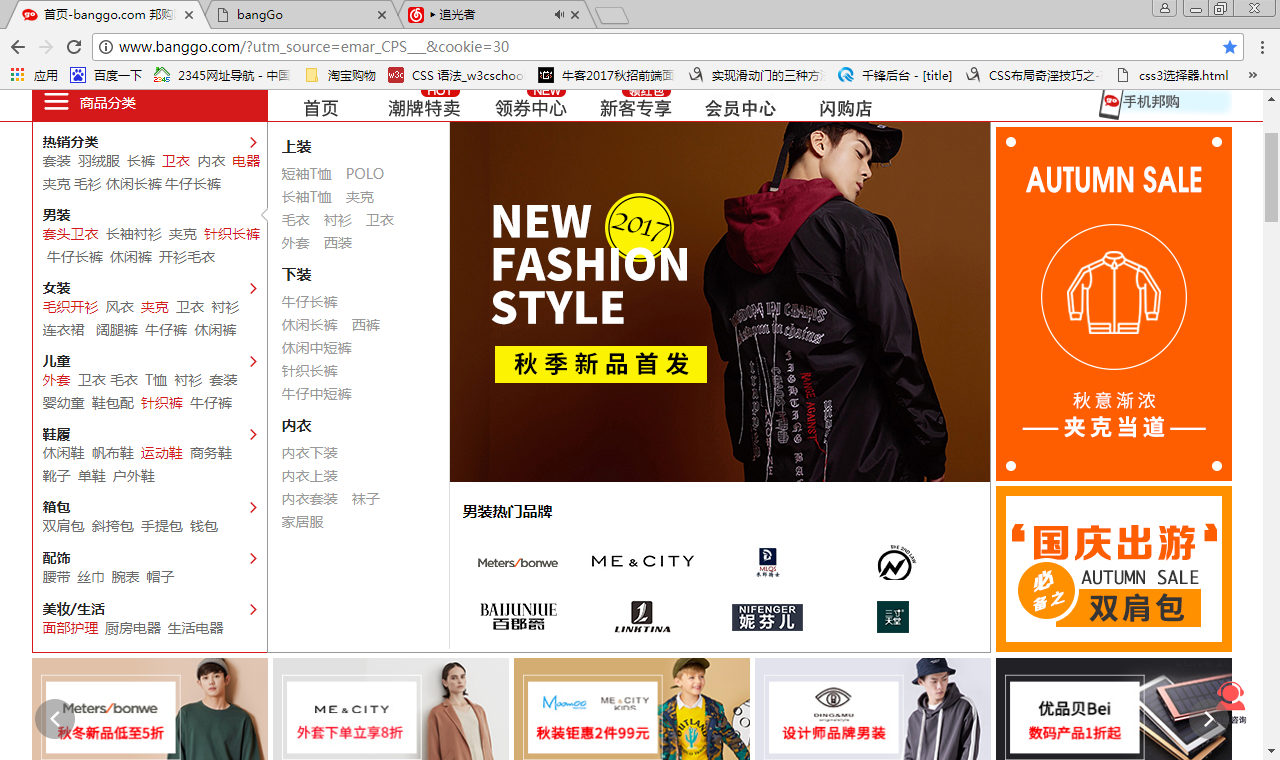 首页-banggo.com 邦购
bangGo
追光者
www.banggo.com/?utm_source=emar_CPS___&cookie=30
应用 百度一下 2345网址导航 - 中国 淘宝购物 CSS 语法_w3cschoo 牛客2017秋招前端面 实现滑动门的三种方 千锋后台 - [title] CSS布局奇淫技巧之- css3选择器.html »
HOT NEW 领红包
商品分类 首页 潮牌特卖 领券中心 新客专享 会员中心 闪购店 手机邦购
热销分类
套装 羽绒服 长裤 卫衣 内衣 电器
夹克 毛衫 休闲长裤 牛仔长裤
男装
套头卫衣 长袖衬衫 夹克 针织长裤
牛仔长裤 休闲裤 开衫毛衣
女装
毛织开衫 风衣 夹克 卫衣 衬衫
连衣裙 阔腿裤 牛仔裤 休闲裤
儿童
外套 卫衣 毛衣 T恤 衬衫 套装
婴幼童 鞋包配 针织裤 牛仔裤
鞋履
休闲鞋 帆布鞋 运动鞋 商务鞋
靴子 单鞋 户外鞋
箱包
双肩包 斜挎包 手提包 钱包
配饰
腰带 丝巾 腕表 帽子
美妆/生活
面部护理 厨房电器 生活电器
上装
短袖T恤 POLO
长袖T恤 夹克
毛衣 衬衫 卫衣
外套 西装
下装
牛仔长裤
休闲长裤 西裤
休闲中短裤
针织长裤
牛仔中短裤
内衣
内衣下装
内衣上装
内衣套装 袜子
家居服
NEW 2017
FASHION
STYLE
秋季新品首发
男装热门品牌
Meters/bonwe
ME&CITY
MLQS
BAIJUNJUE
百郡爵
LINKTINA
NIFENGER
妮芬儿
三寸
天堂
AUTUMN SALE
秋意渐浓
夹克当道
国庆出游
必备之
AUTUMN SALE
双肩包
Meters/bonwe
秋冬新品低至5折
ME&CITY
外套下单立享8折
Moomoo ME&CITY
KIDS
秋装钜惠2件99元
DINGAMU
设计师品牌男装
优品贝Bei
数码产品1折起
咨询